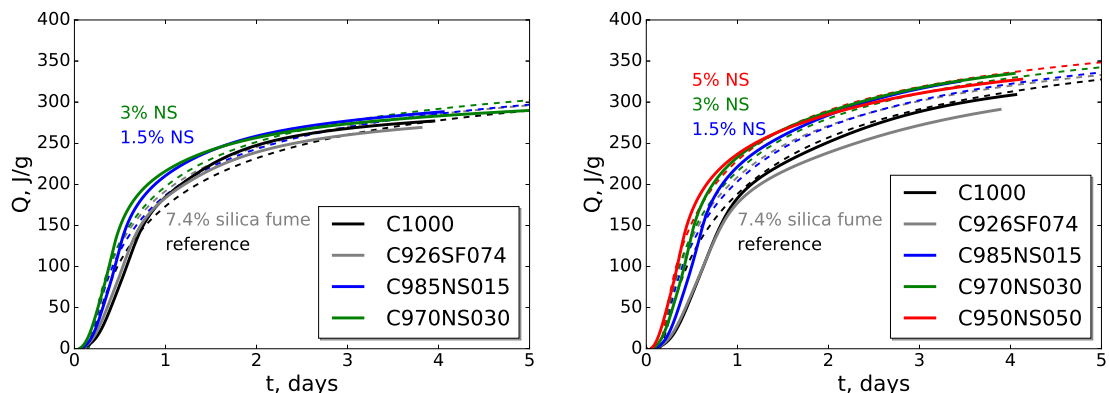 400
350
300
250
200
150
100
50
0
Q, J/g
3% NS
1.5% NS
7.4% silica fume
reference
C1000
C926SF074
C985NS015
C970NS030
0 1 2 3 4 5
t, days
400
350
300
250
200
150
100
50
0
Q, J/g
5% NS
3% NS
1.5% NS
7.4% silica fume
reference
C1000
C926SF074
C985NS015
C970NS030
C950NS050
0 1 2 3 4 5
t, days